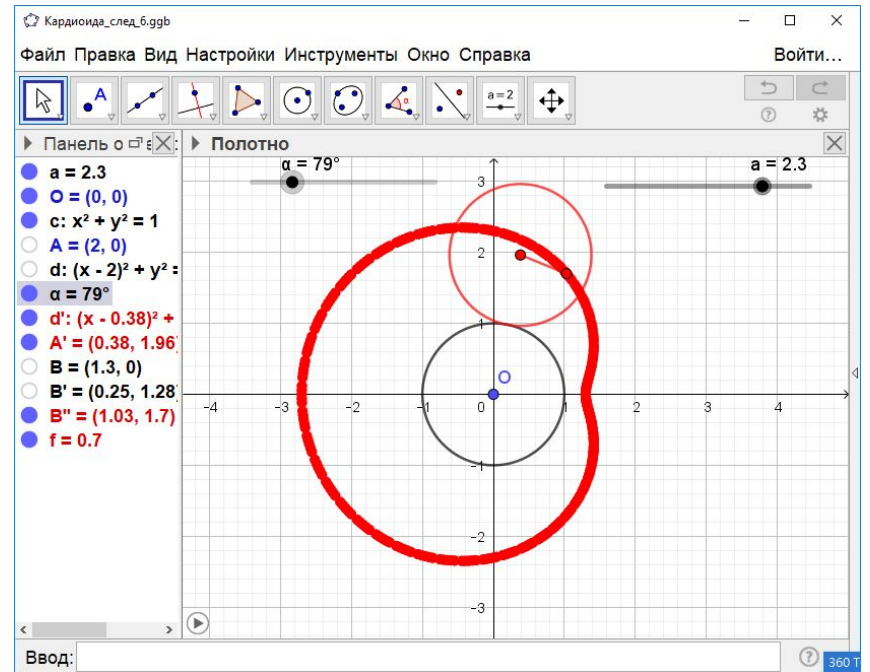 Кардиоида_след_6.ggb
Файл Правка Вид Настройки Инструменты Окно Справка Войти...
A α a = 2
Панель о
Полотно
a = 2.3
O = (0, 0)
c: x² + y² = 1
A = (2, 0)
d: (x - 2)² + y² =
α = 79°
d': (x - 0.38)² +
A' = (0.38, 1.96
B = (1.3, 0)
B' = (0.25, 1.28
B'' = (1.03, 1.7)
f = 0.7
α = 79° a = 2.3
3
2
1
O
-4 -3 -2 -1 0 1 2 3 4
-1
-2
-3
Ввод:
360 T